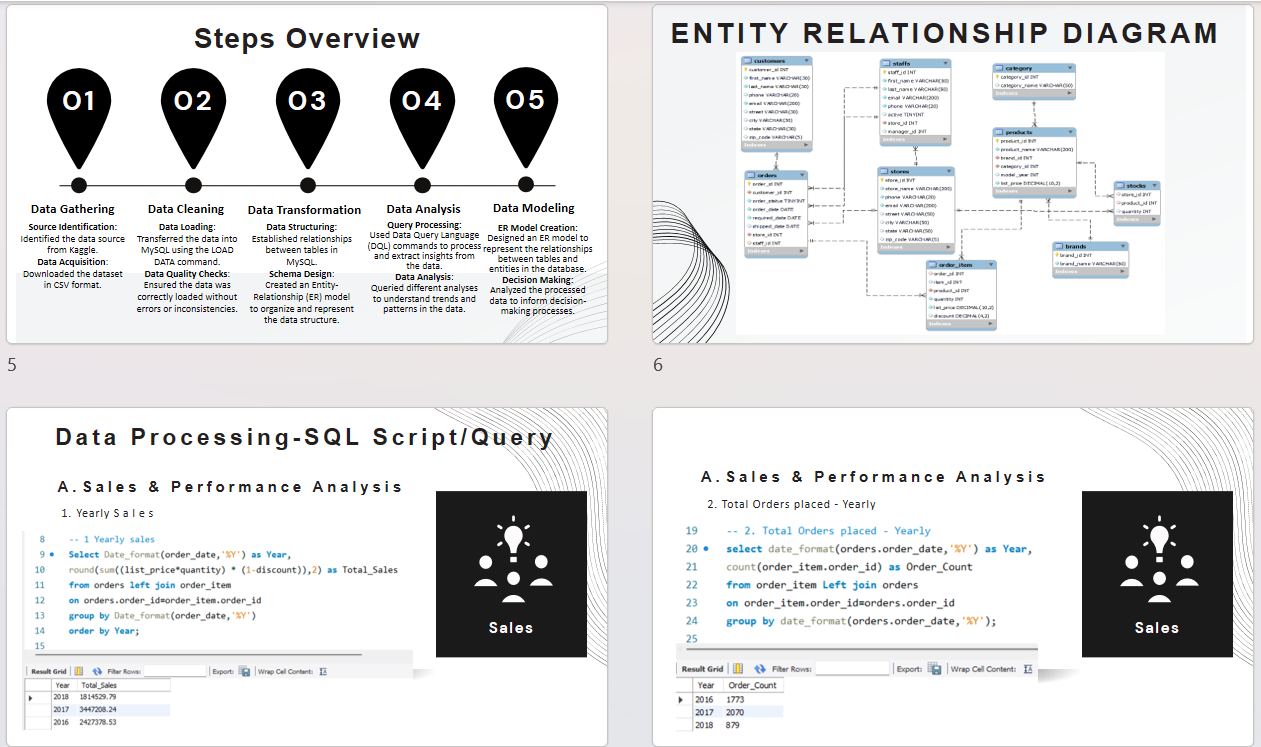 Steps Overview
01
02
03
04
05
Data Gathering
Source Identification:
Identified the data source
from Kaggle.
Data Acquisition:
Downloaded the dataset
in CSV format.
Data Cleaning
Data Loading:
Transferred the data into
MySQL using the LOAD
DATA command.
Data Quality Checks:
Ensured the data was
correctly loaded without
errors or inconsistencies.
Data Transformation
Data Structuring:
Established relationships
between tables in
MySQL.
Schema Design:
Created an Entity-
Relationship (ER) model
to organize and represent
the data structure.
Data Analysis
Query Processing:
Used Data Query Language
(DQL) commands to process
and extract insights from
the data.
Data Analysis:
Queried different analyses
to understand trends and
patterns in the data.
Data Modeling
ER Model Creation:
Designed an ER model to
represent the relationships
between tables and
entities in the database.
Decision Making:
Analyzed the processed
data to inform decision-
making processes.
5
ENTITY RELATIONSHIP DIAGRAM
customers
customer_id INT
first_name VARCHAR(30)
last_name VARCHAR(30)
phone VARCHAR(20)
email VARCHAR(200)
street VARCHAR(30)
city VARCHAR(30)
state VARCHAR(30)
zip_code VARCHAR(5)
Indexes
orders
order_id INT
customer_id INT
order_status TINYINT
order_date DATE
required_date DATE
shipped_date DATE
store_id INT
staff_id INT
Indexes
staffs
staff_id INT
first_name VARCHAR(50)
last_name VARCHAR(50)
email VARCHAR(200)
phone VARCHAR(20)
active TINYINT
store_id INT
manager_id INT
Indexes
stores
store_id INT
store_name VARCHAR(200)
phone VARCHAR(20)
email VARCHAR(200)
street VARCHAR(50)
city VARCHAR(50)
state VARCHAR(50)
zip_code VARCHAR(5)
Indexes
order_item
order_id INT
item_id INT
product_id INT
quantity INT
list_price DECIMAL(10,2)
discount DECIMAL(4,2)
Indexes
category
category_id INT
category_name VARCHAR(50)
Indexes
products
product_id INT
product_name VARCHAR(200)
brand_id INT
category_id INT
model_year INT
list_price DECIMAL(10,2)
Indexes
stocks
store_id INT
product_id INT
quantity INT
Indexes
brands
brand_id INT
brand_name VARCHAR(50)
Indexes
6
Data Processing-SQL Script/Query
A. Sales & Performance Analysis
1. Yearly Sales
8 -- 1 Yearly sales
9 Select Date_format(order_date,'%Y') as Year,
10 round(sum((list_price*quantity) * (1-discount)),2) as Total_Sales
11 from orders left join order_item
12 on orders.order_id=order_item.order_id
13 group by Date_format(order_date,'%Y')
14 order by Year;
15
Result Grid Filter Rows: Export: Wrap Cell Content:
Year Total_Sales
2018 1814529.79
2017 3447208.24
2016 2427378.53
Sales
A. Sales & Performance Analysis
2. Total Orders placed - Yearly
19 -- 2. Total Orders placed - Yearly
20 select date_format(orders.order_date,'%Y') as Year,
21 count(order_item.order_id) as Order_Count
22 from order_item Left join orders
23 on order_item.order_id=orders.order_id
24 group by date_format(orders.order_date,'%Y');
25
Result Grid Filter Rows: Export: Wrap Cell Content:
Year Order_Count
2016 1773
2017 2070
2018 879
Sales